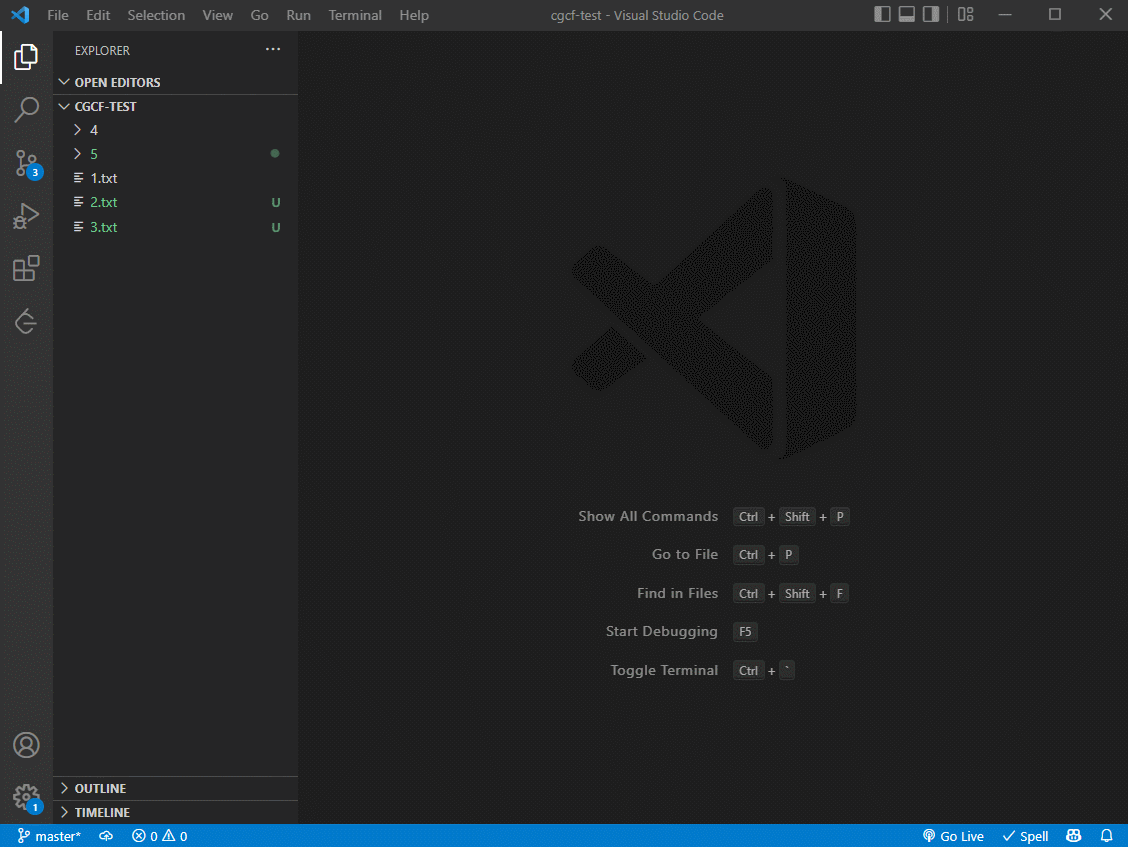 File Edit Selection View Go Run Terminal Help cgcf-test - Visual Studio Code
EXPLORER
OPEN EDITORS
CGCF-TEST
4
5
1.txt
2.txt U
3.txt U
3
Show All Commands Ctrl + Shift + P
Go to File Ctrl + P
Find in Files Ctrl + Shift + F
Start Debugging F5
Toggle Terminal Ctrl + `
OUTLINE
1
TIMELINE
master* 0 0 Go Live Spell